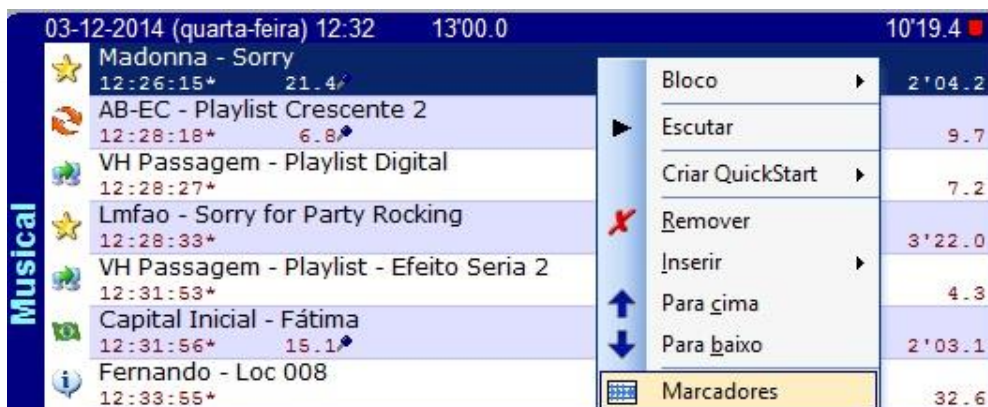 03-12-2014 (quarta-feira) 12:32 13'00.0 10'19.4
Musical
Madonna - Sorry
12:26:15* 21.4 2'04.2
AB-EC - Playlist Crescente 2
12:28:18* 6.8 9.7
VH Passagem - Playlist Digital
12:28:27* 7.2
Lmfao - Sorry for Party Rocking
12:28:33* 3'22.0
VH Passagem - Playlist - Efeito Seria 2
12:31:53* 4.3
Capital Inicial - Fátima
12:31:56* 15.1 2'03.1
Fernando - Loc 008
12:33:55* 32.6
Bloco
Escutar
Criar QuickStart
Remover
Inserir
Para cima
Para baixo
Marcadores